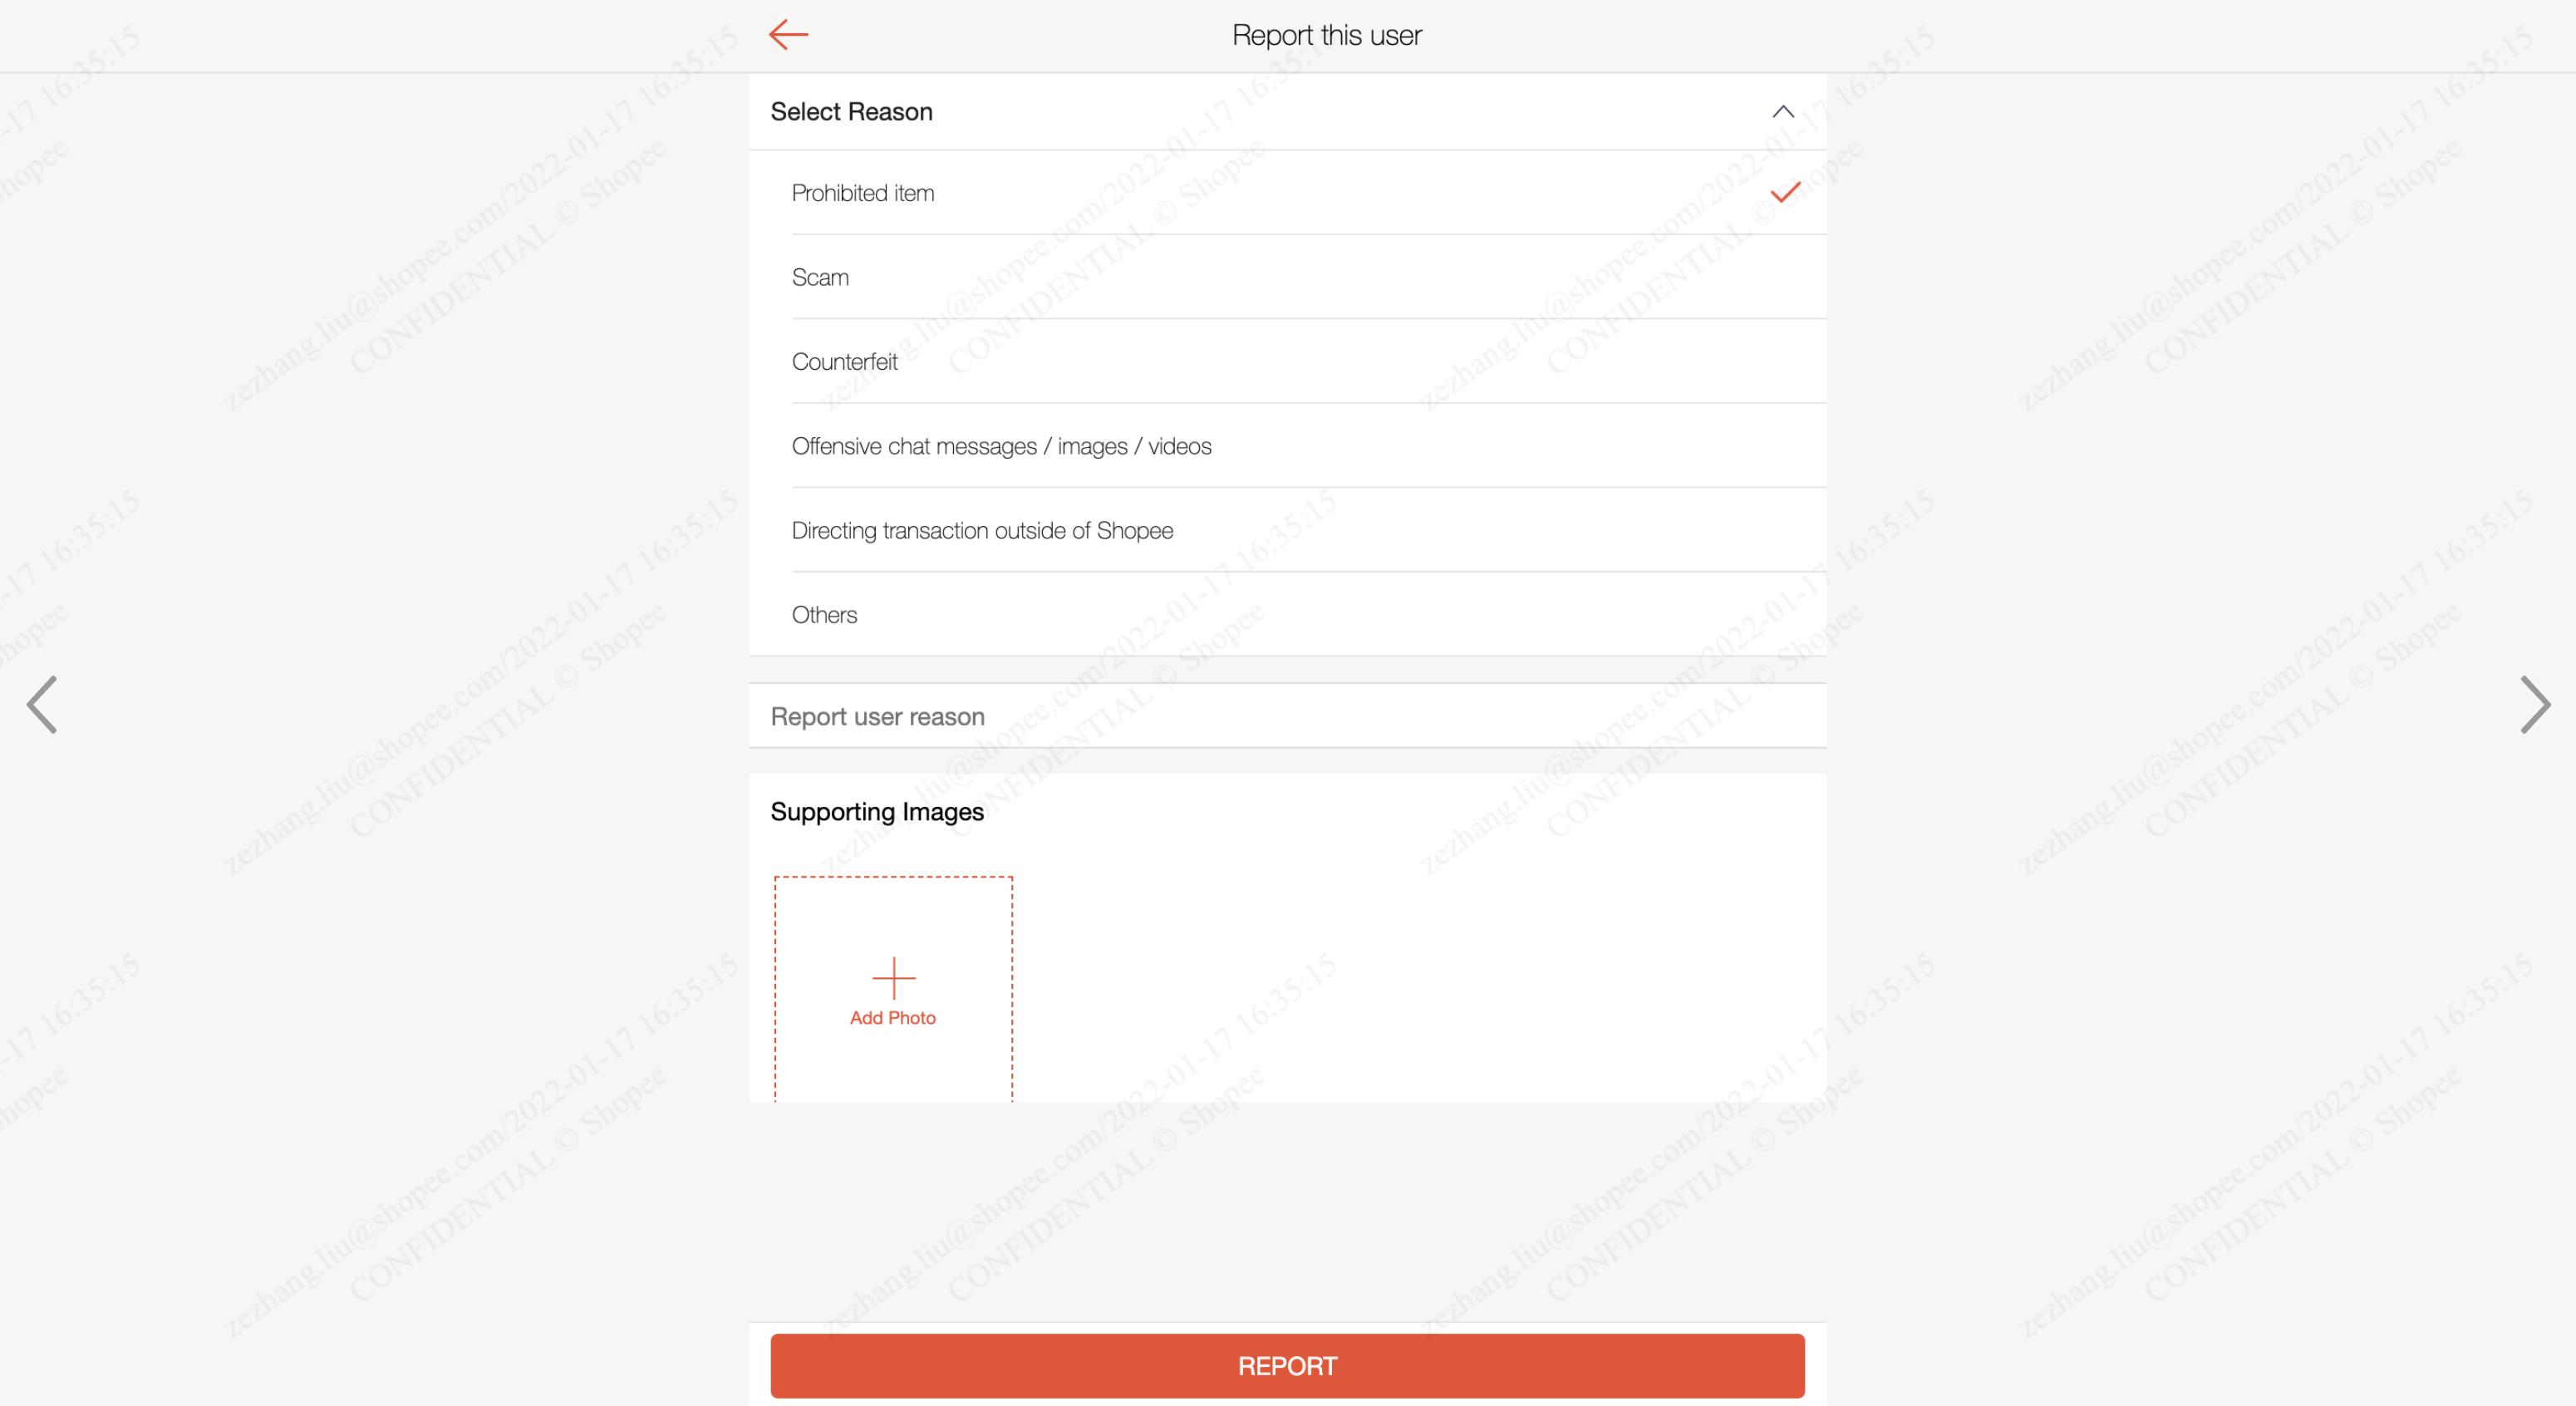 Report this user
Select Reason
Prohibited item
Scam
Counterfeit
Offensive chat messages / images / videos
Directing transaction outside of Shopee
Others
Report user reason
Supporting Images
Add Photo
REPORT
zezhang.liu@shopee.com/2022-01-17 16:35:15
CONFIDENTIAL © Shopee